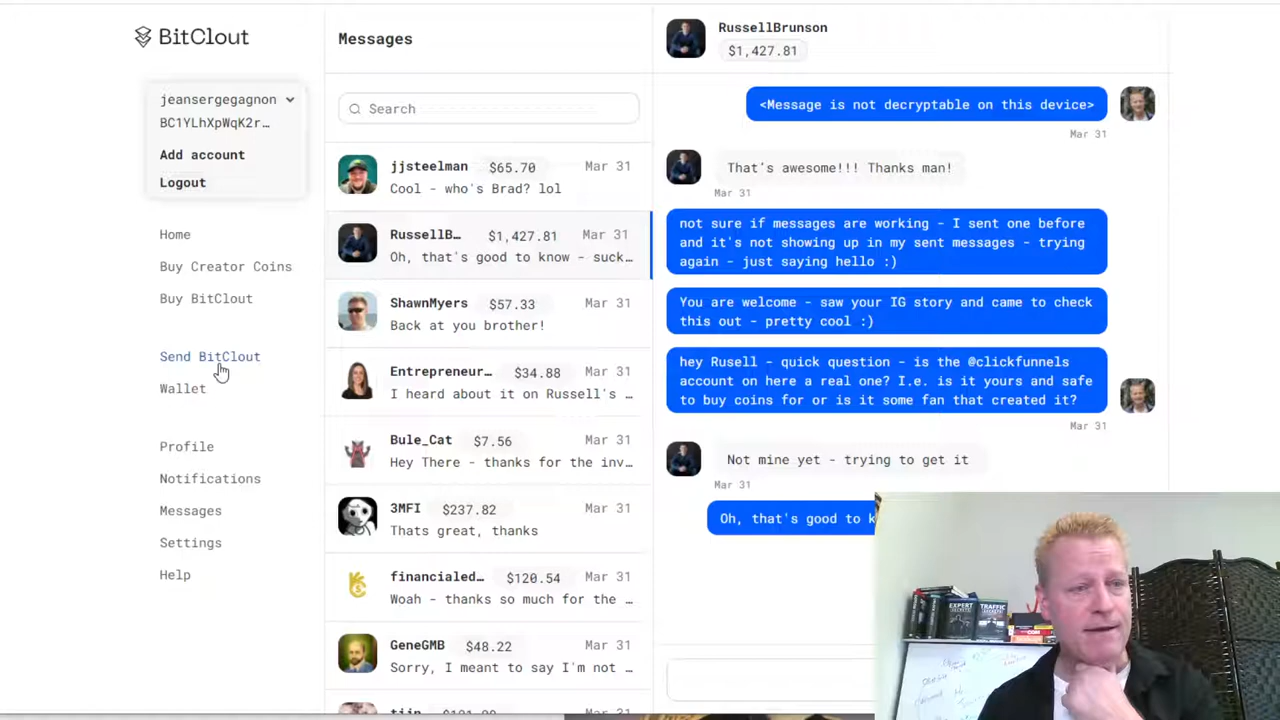 BitClout
jeansergegagnon
BC1YLhXpWqK2r…
Add account
Logout
Home
Buy Creator Coins
Buy BitClout
Send BitClout
Wallet
Profile
Notifications
Messages
Settings
Help
Messages
Search
jjsteelman $65.70 Mar 31
Cool - who's Brad? lol
RussellB… $1,427.81 Mar 31
Oh, that's good to know - suck…
ShawnMyers $57.33 Mar 31
Back at you brother!
Entrepreneur… $34.88 Mar 31
I heard about it on Russell's …
Bule_Cat $7.56 Mar 31
Hey There - thanks for the inv…
3MFI $237.82 Mar 31
Thats great, thanks
financialed… $120.54 Mar 31
Woah - thanks so much for the …
GeneGMB $48.22 Mar 31
Sorry, I meant to say I'm not …
RussellBrunson
$1,427.81
<Message is not decryptable on this device>
Mar 31
That's awesome!!! Thanks man!
Mar 31
not sure if messages are working - I sent one before
and it's not showing up in my sent messages - trying
again - just saying hello :)
You are welcome - saw your IG story and came to check
this out - pretty cool :)
hey Rusell - quick question - is the @clickfunnels
account on here a real one? I.e. is it yours and safe
to buy coins for or is it some fan that created it?
Mar 31
Not mine yet - trying to get it
Mar 31
Oh, that's good to
EXPERT
SECRETS
TRAFFIC
SECRETS